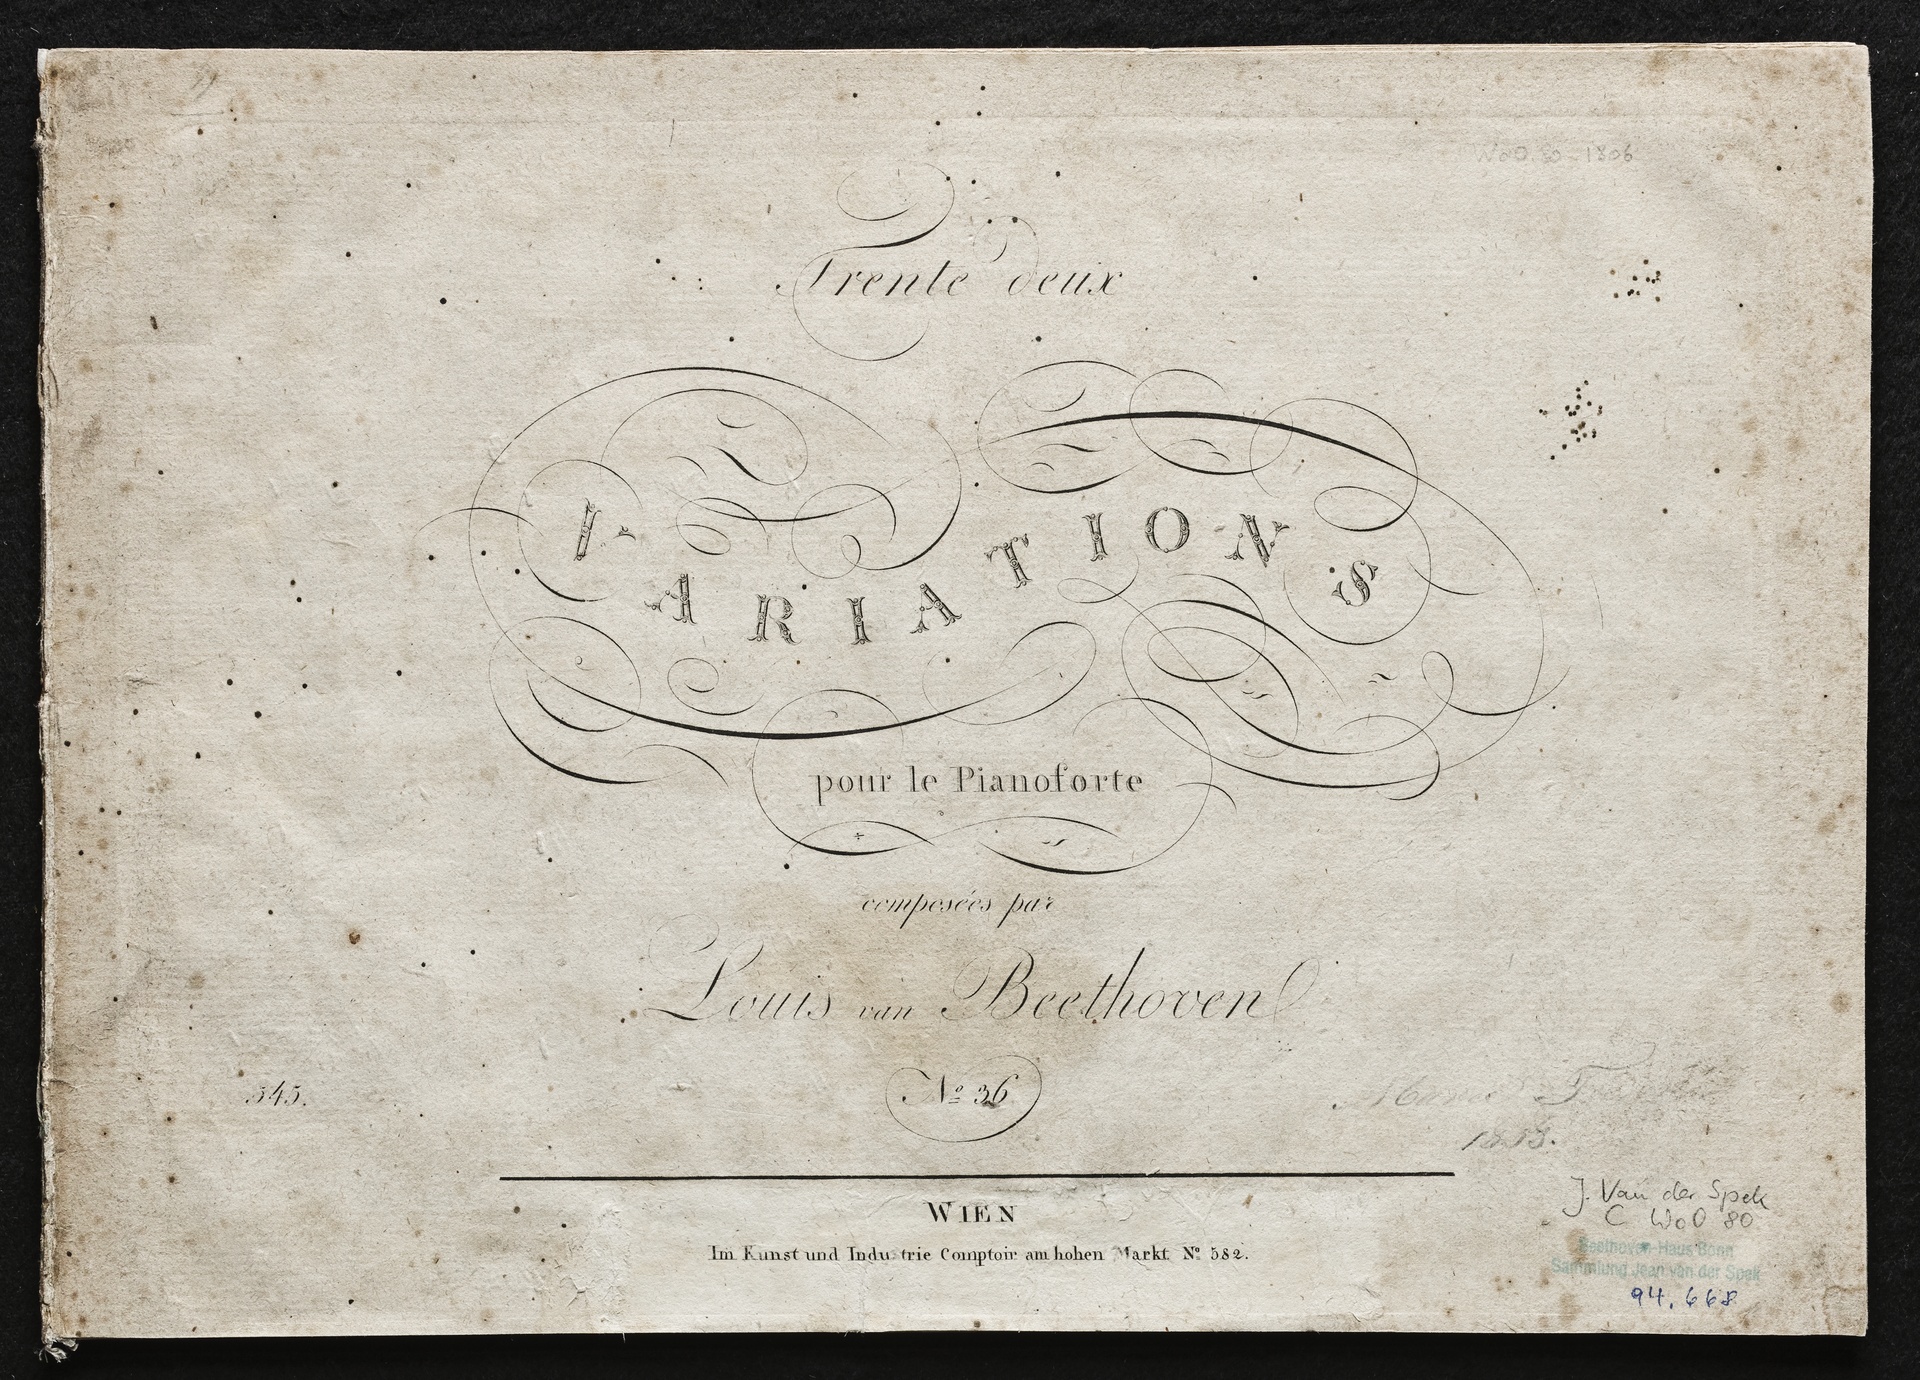 WoO. 80 - 1806
Trente deux
VARIATIONS
pour le Pianoforte
composées par
Louis van Beethoven
545.
Nº 36
1818.
WIEN
Im Kunst und Industrie Comptoir am hohen Markt Nº 582.
J. Van der Spek
C WoO 80
Beethoven-Haus Bonn
Sammlung Jean van der Spek
94.668